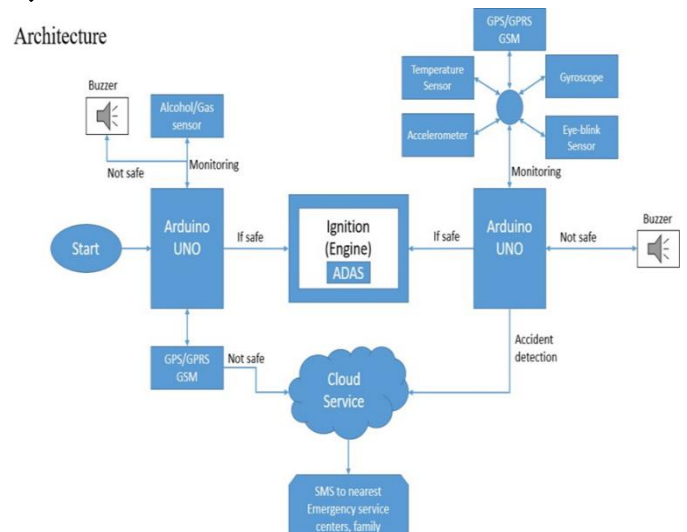 Architecture
GPS/GPRS
GSM
Temperature
Sensor
Gyroscope
Accelerometer
Eye-blink
Sensor
Monitoring
Buzzer
Alcohol/Gas
sensor
Not safe
Monitoring
Start
Arduino
UNO
If safe
Ignition
(Engine)
ADAS
If safe
Arduino
UNO
Not safe
Buzzer
GPS/GPRS
GSM
Not safe
Cloud
Service
Accident
detection
SMS to nearest
Emergency service
centers, family